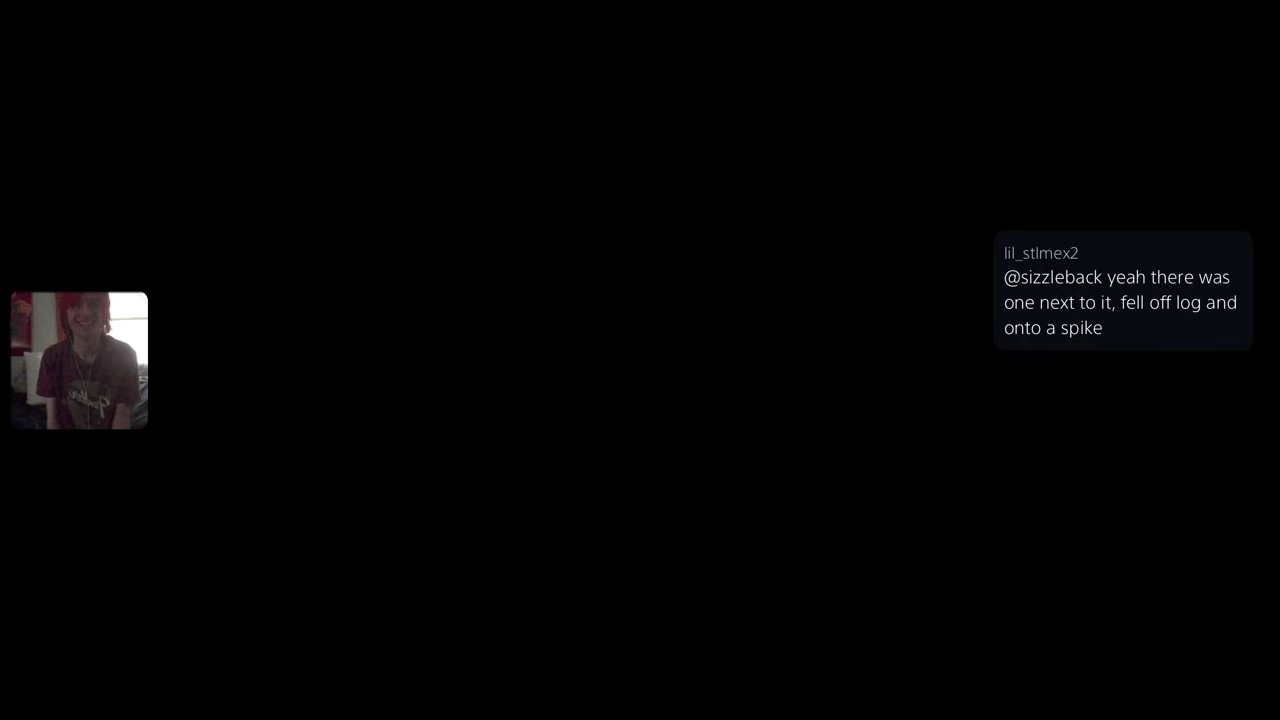 lil_stlmex2
@sizzleback yeah there was
one next to it, fell off log and
onto a spike